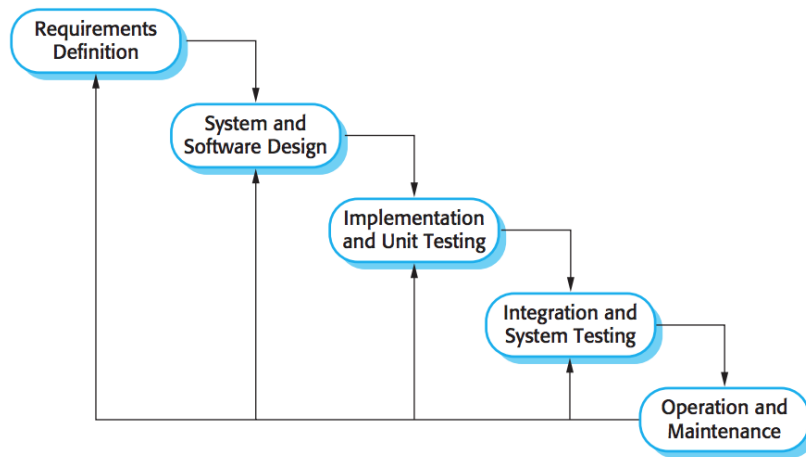 Requirements
Definition
System and
Software Design
Implementation
and Unit Testing
Integration and
System Testing
Operation and
Maintenance